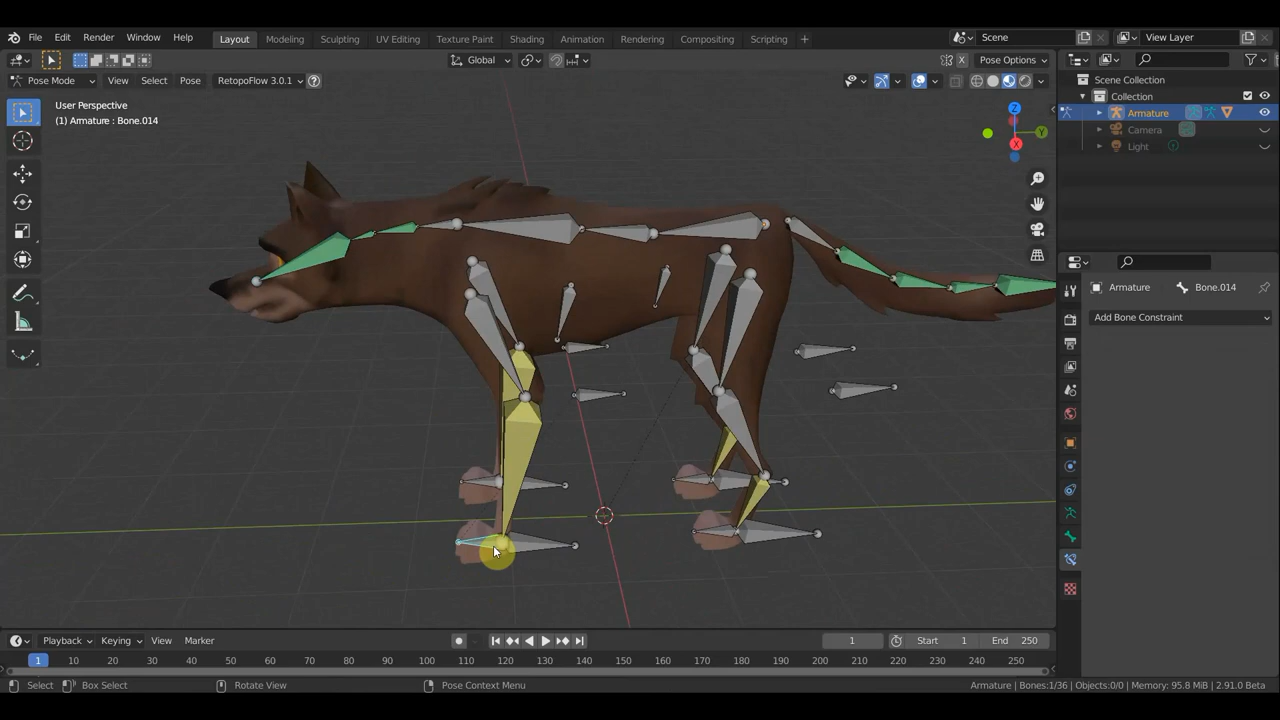 File Edit Render Window Help Layout Modeling Sculpting UV Editing Texture Paint Shading Animation Rendering Compositing Scripting + Scene View Layer
Global Pose Options
Pose Mode View Select Pose RetopoFlow 3.0.1
User Perspective
(1) Armature : Bone.014
Z
Y
X
Scene Collection
Collection
Armature
Camera
Light
Armature Bone.014
Add Bone Constraint
Playback Keying View Marker 1 Start 1 End 250
1 10 20 30 40 50 60 70 80 90 100 110 120 130 140 150 160 170 180 190 200 210 220 230 240 250
Select Box Select Rotate View Pose Context Menu Armature | Bones:1/36 | Objects:0/0 | Memory: 95.8 MiB | 2.91.0 Beta